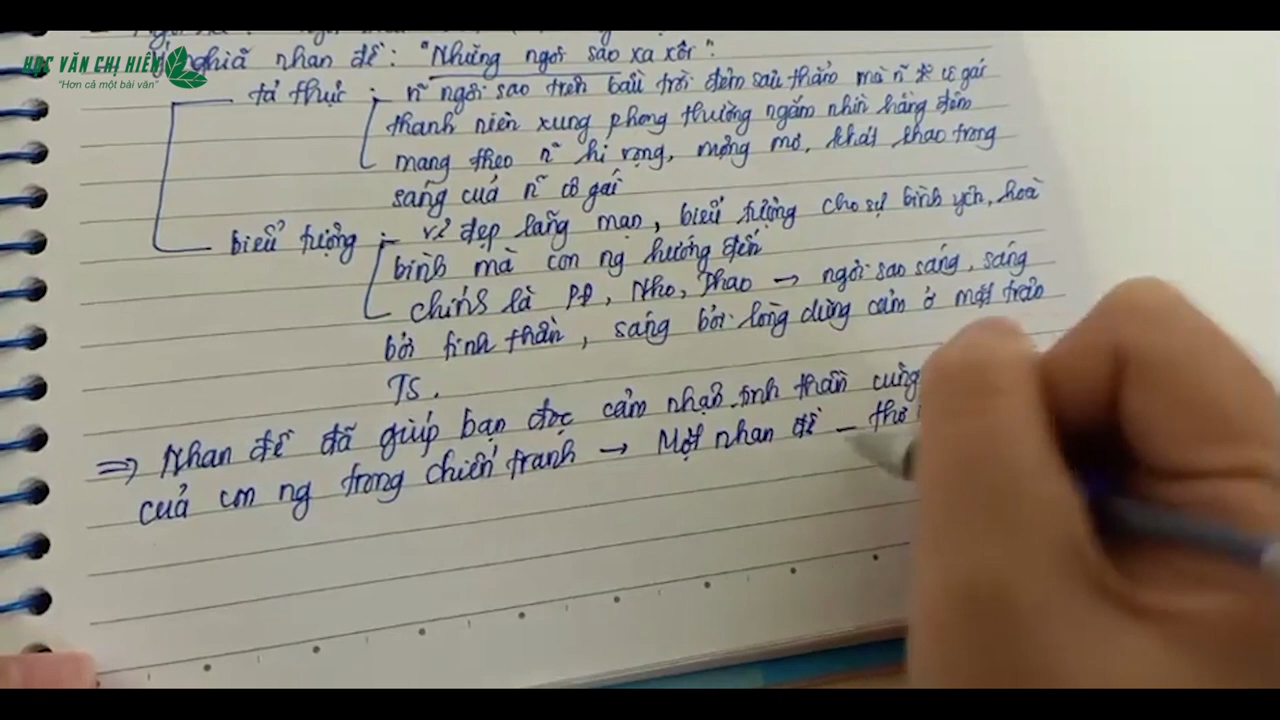 HỌC VĂN CHỊ HIÊN
"Hơn cả một bài văn"
nghĩa nhan đề: "Những ngôi sao xa xôi".
tả thực: - ñ ngôi sao trên bầu trời đêm sâu thẳm mà ñ cô gái
thanh niên xung phong thường ngắm nhìn hằng đêm
mang theo ñ hi vọng, mộng mơ, khát khao trong
sáng của ñ cô gái
biểu tượng: - vẻ đẹp lãng mạn, biểu tượng cho sự bình yên, hoà
bình mà con ng hướng đến
chính là PĐ, Nho, Thao → ngôi sao sáng, sáng
bởi tinh thần, sáng bởi lòng dũng cảm ở mặt trận
TS.
⇒ Nhan đề đã giúp bạn đọc cảm nhận tinh thần cứng
của con ng trong chiến tranh → Một nhan đề – thơ